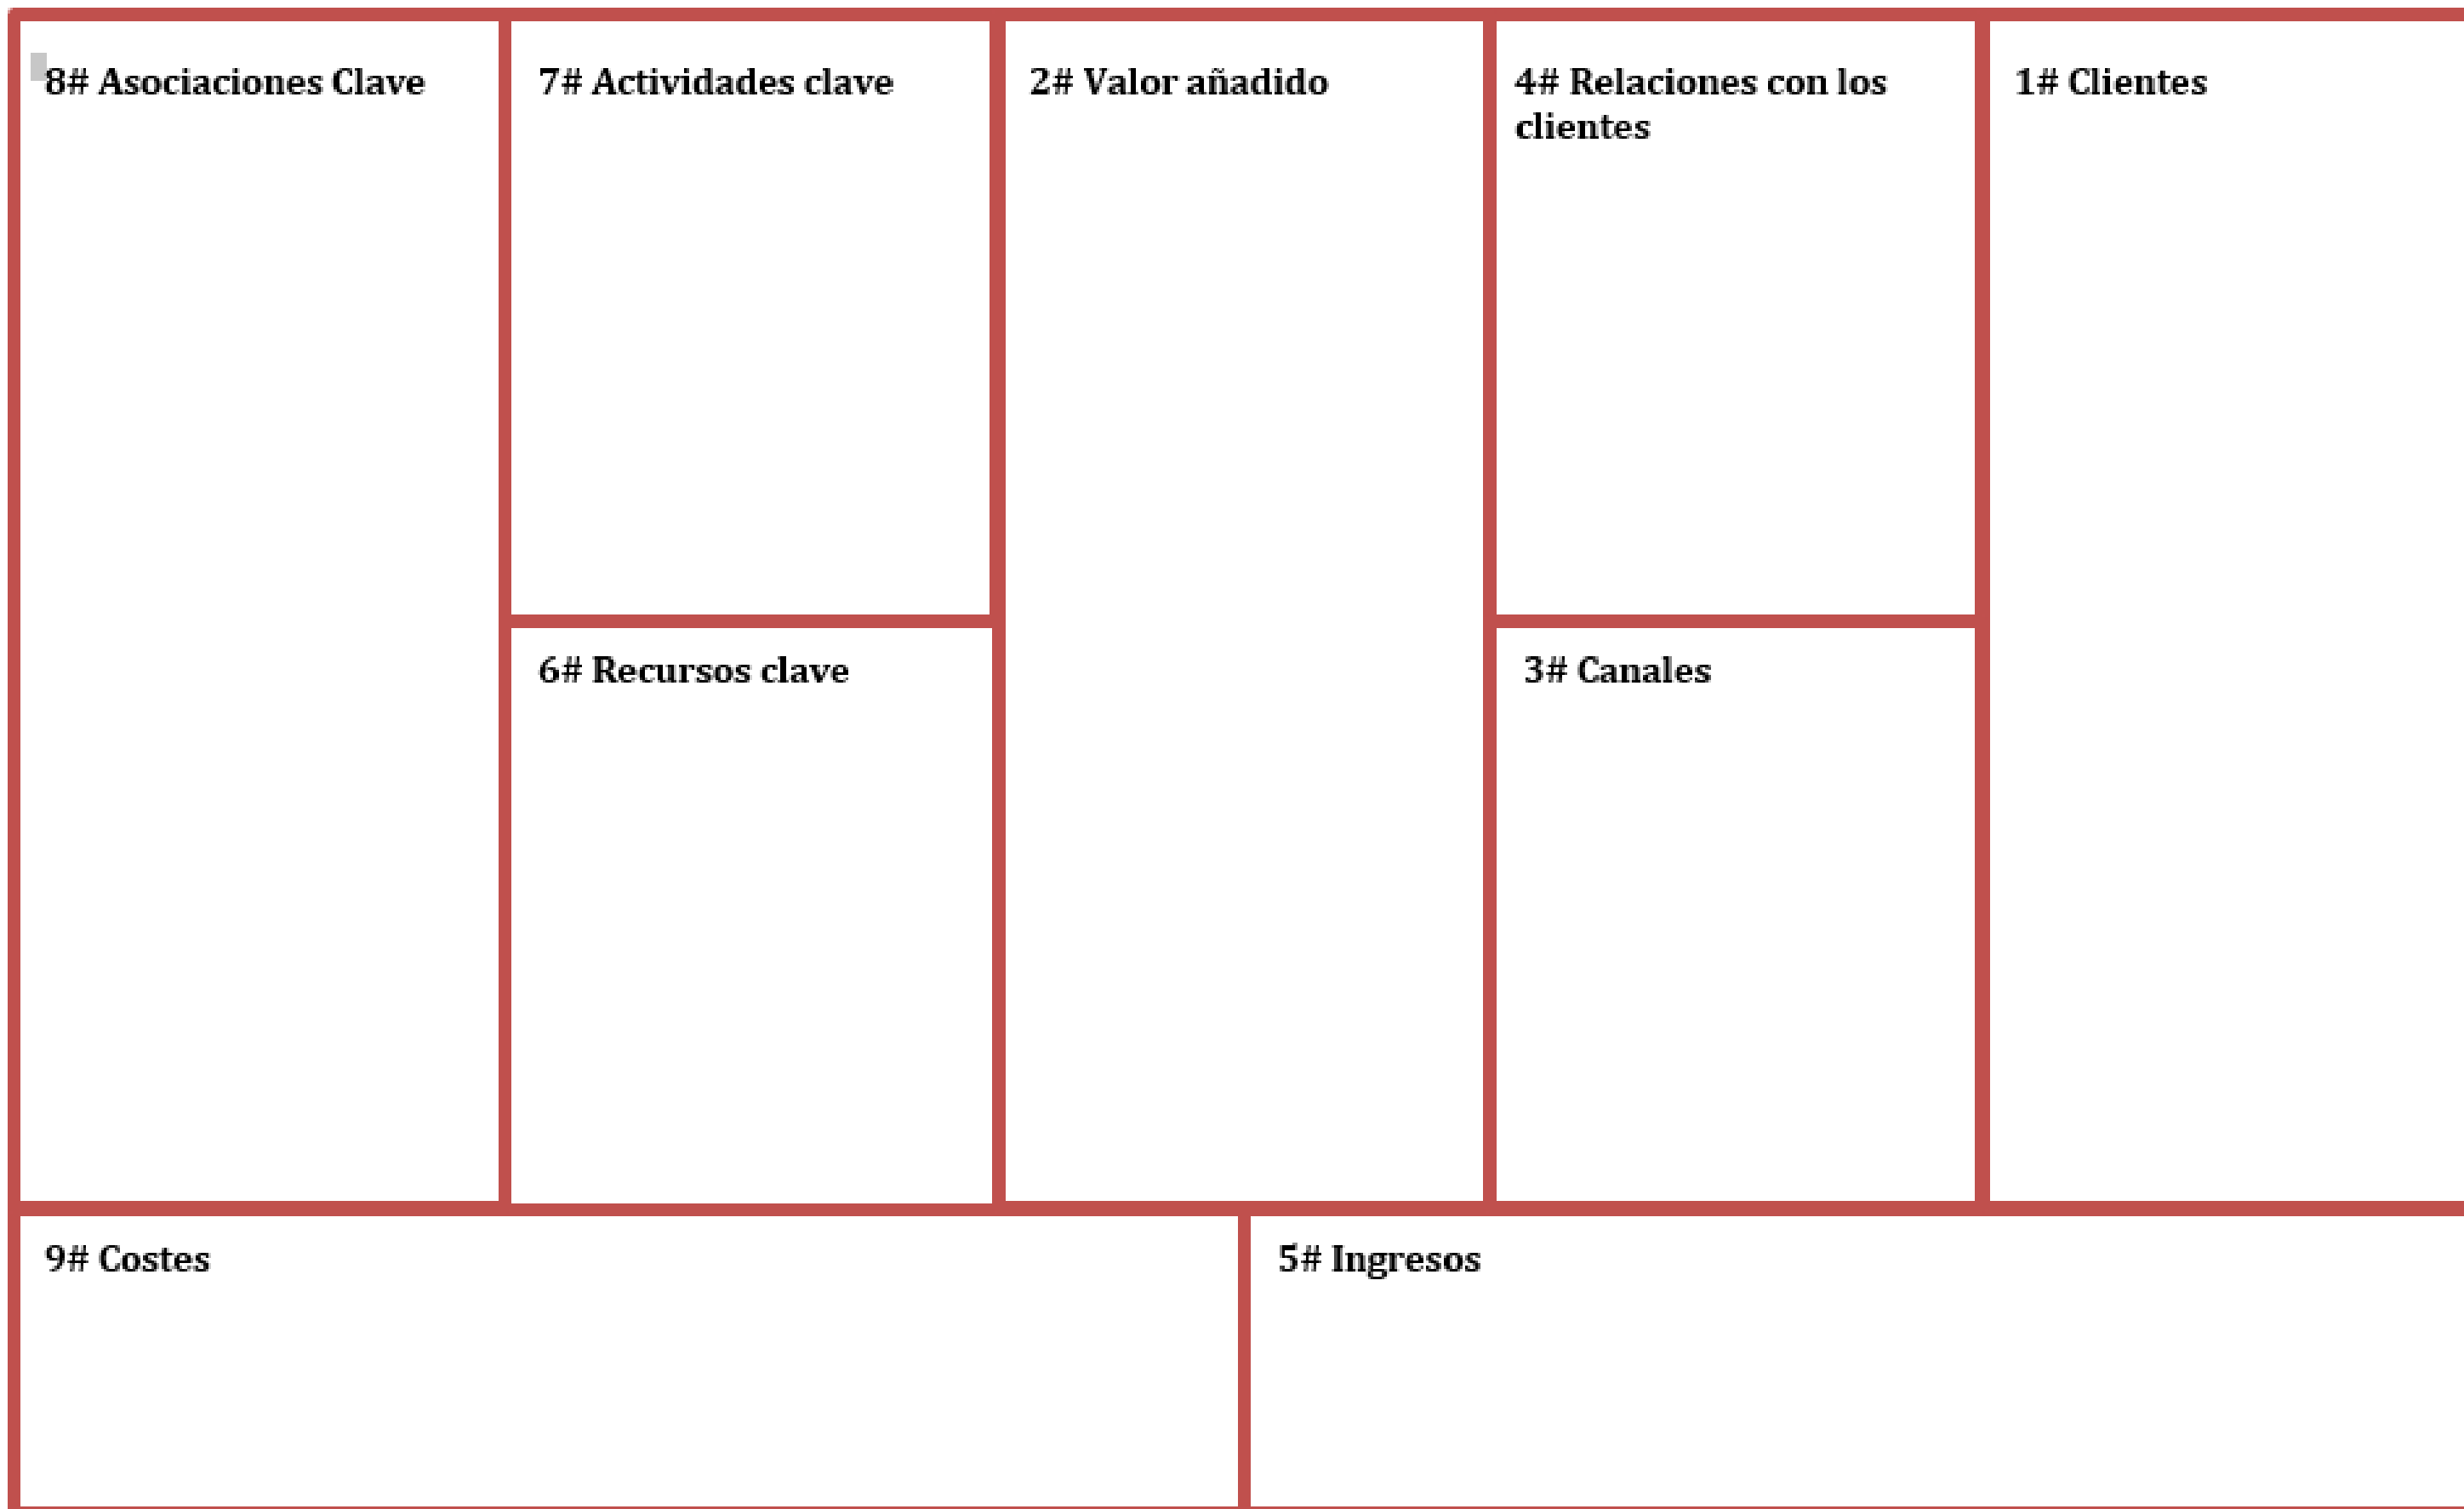 8# Asociaciones Clave
7# Actividades clave
2# Valor añadido
4# Relaciones con los
clientes
1# Clientes
6# Recursos clave
3# Canales
9# Costes
5# Ingresos